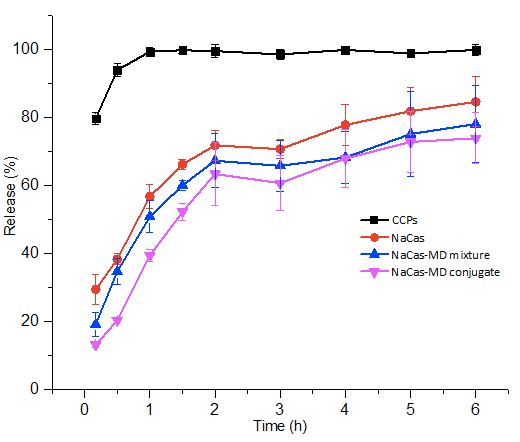 100
80
60
40
20
0
Release (%)
CCPs
NaCas
NaCas-MD mixture
NaCas-MD conjugate
0 1 2 3 4 5 6
Time (h)